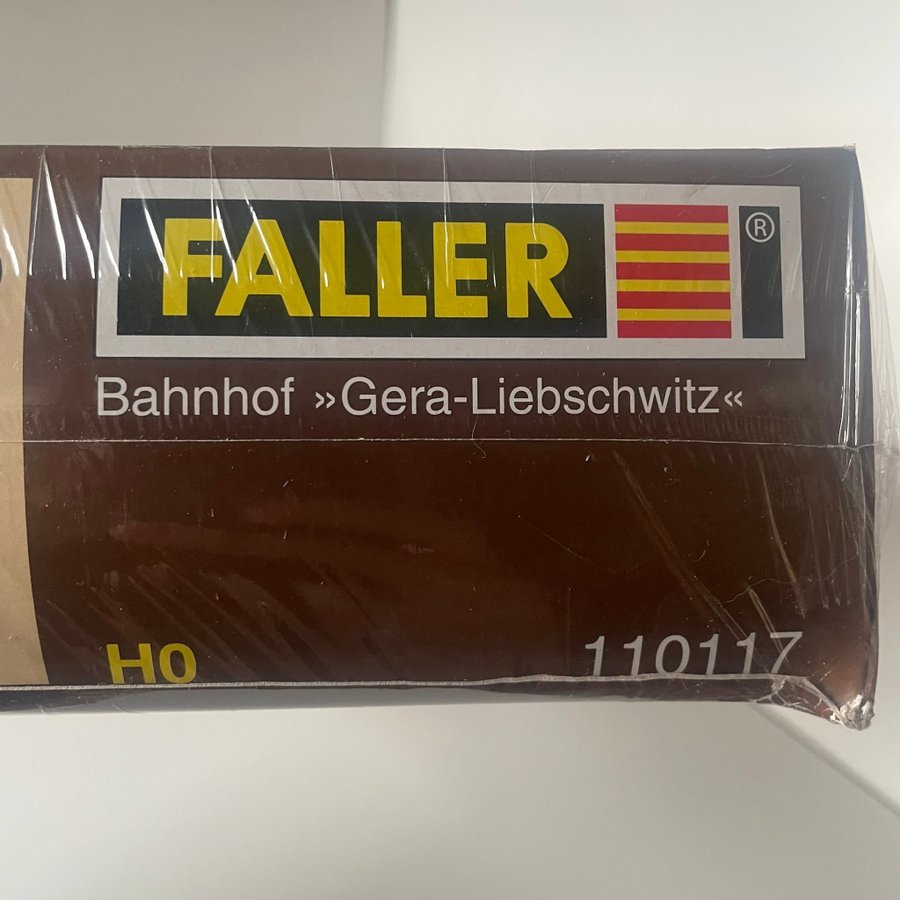 FALLER ®
Bahnhof »Gera-Liebschwitz«
H0 110117